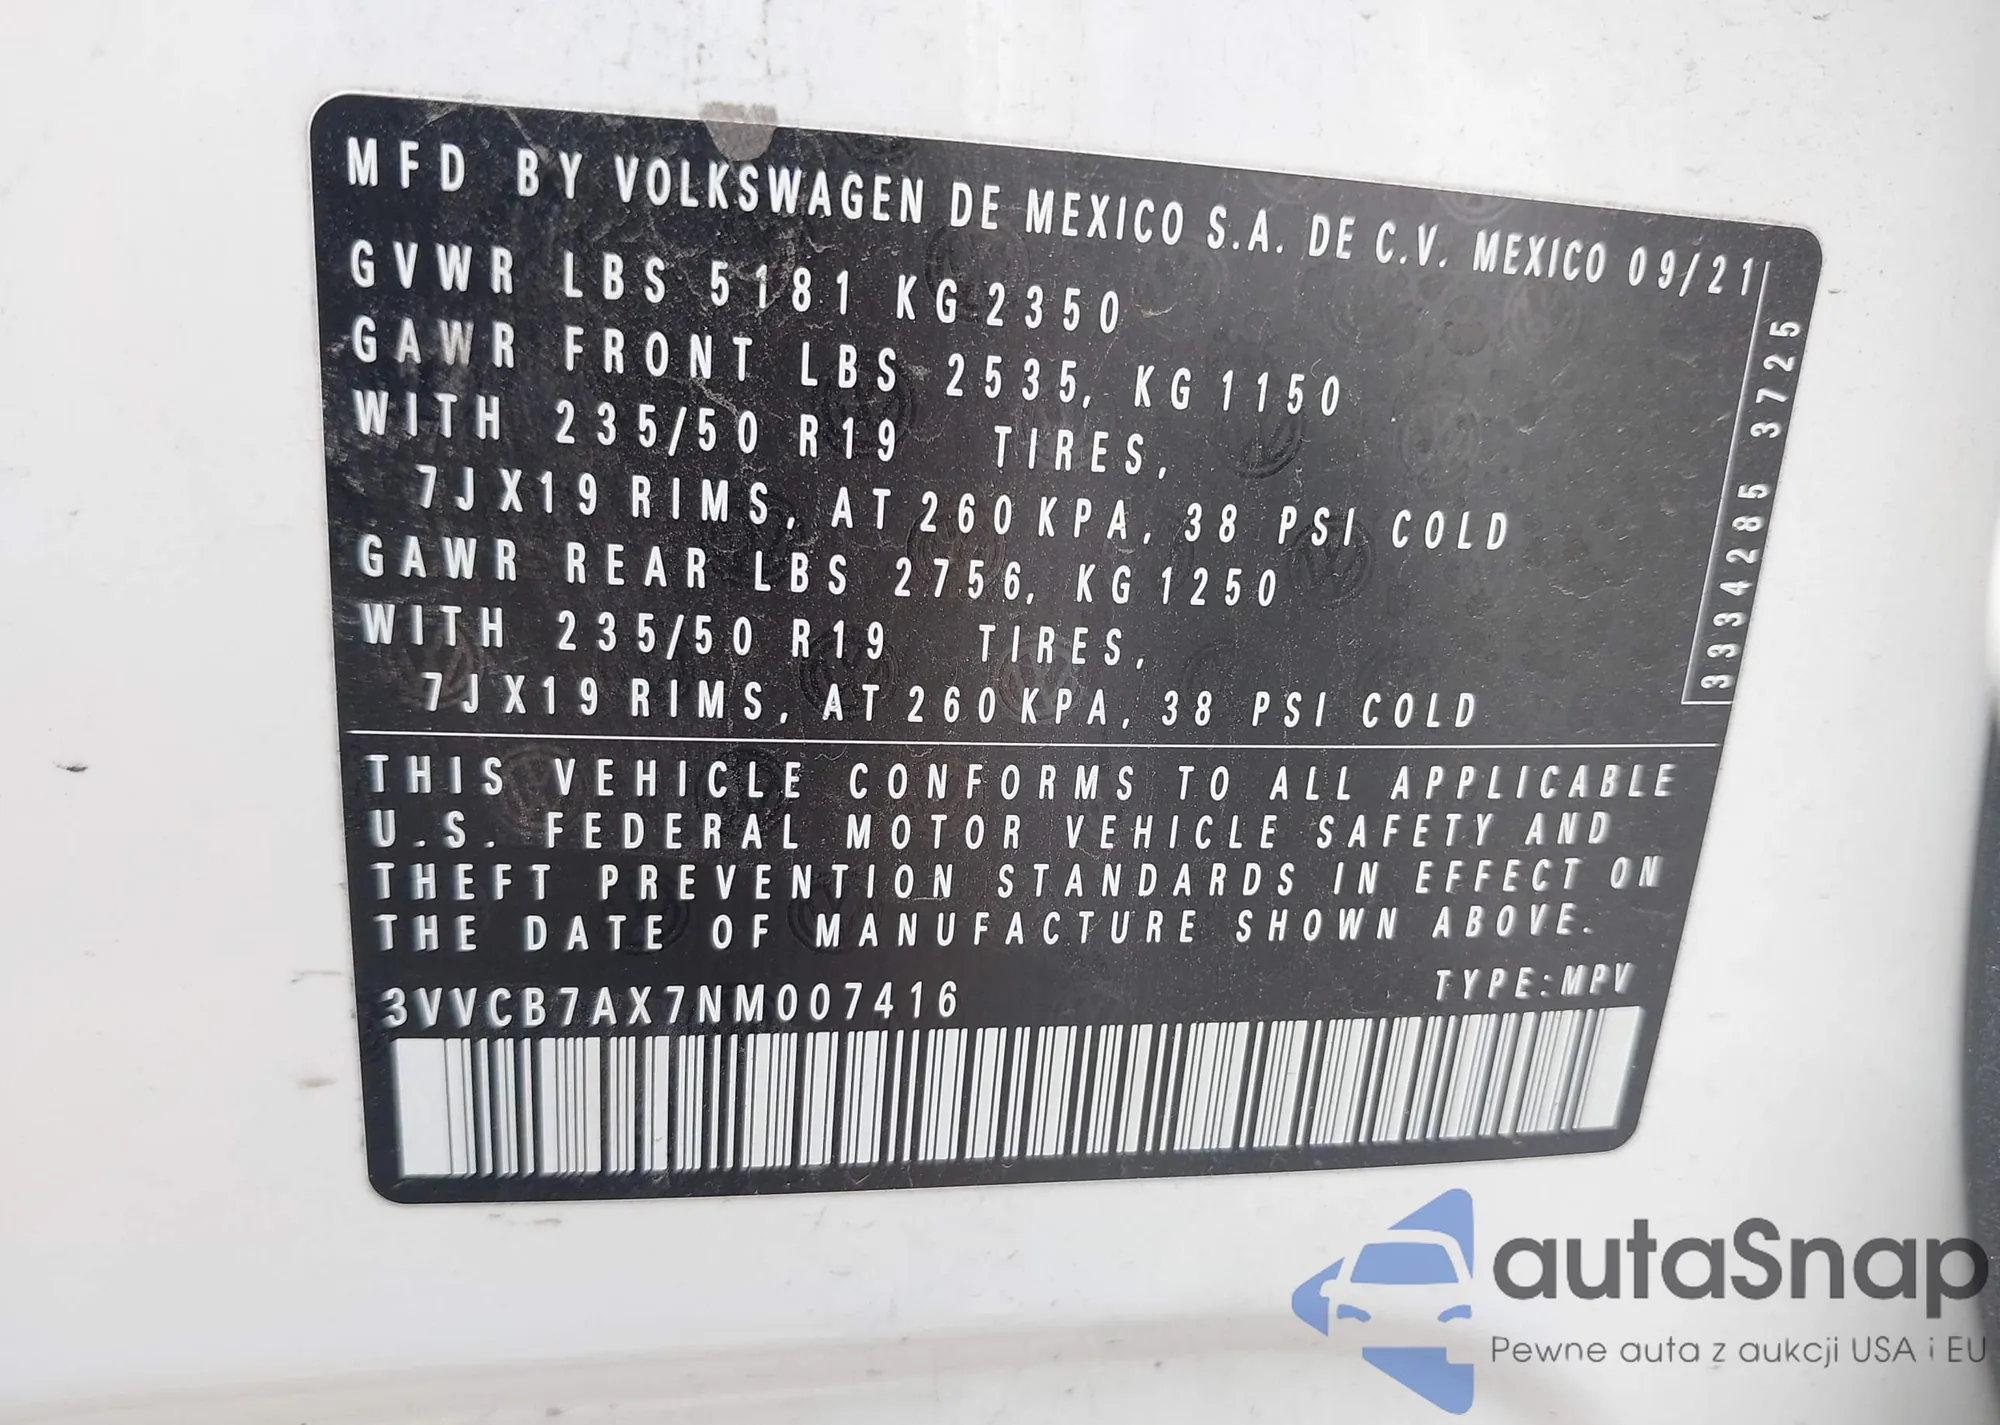 MFD BY VOLKSWAGEN DE MEXICO S.A. DE C.V. MEXICO 09/21
GVWR LBS 5181 KG 2350
GAWR FRONT LBS 2535, KG 1150
WITH 235/50 R19 TIRES,
7JX19 RIMS, AT 260 KPA, 38 PSI COLD
GAWR REAR LBS 2756, KG 1250
WITH 235/50 R19 TIRES,
7JX19 RIMS, AT 260 KPA, 38 PSI COLD
3334285 3725
THIS VEHICLE CONFORMS TO ALL APPLICABLE
U.S. FEDERAL MOTOR VEHICLE SAFETY AND
THEFT PREVENTION STANDARDS IN EFFECT ON
THE DATE OF MANUFACTURE SHOWN ABOVE.
3VVCB7AX7NM007416 TYPE:MPV
autaSnap
Pewne auta z aukcji USA i EU